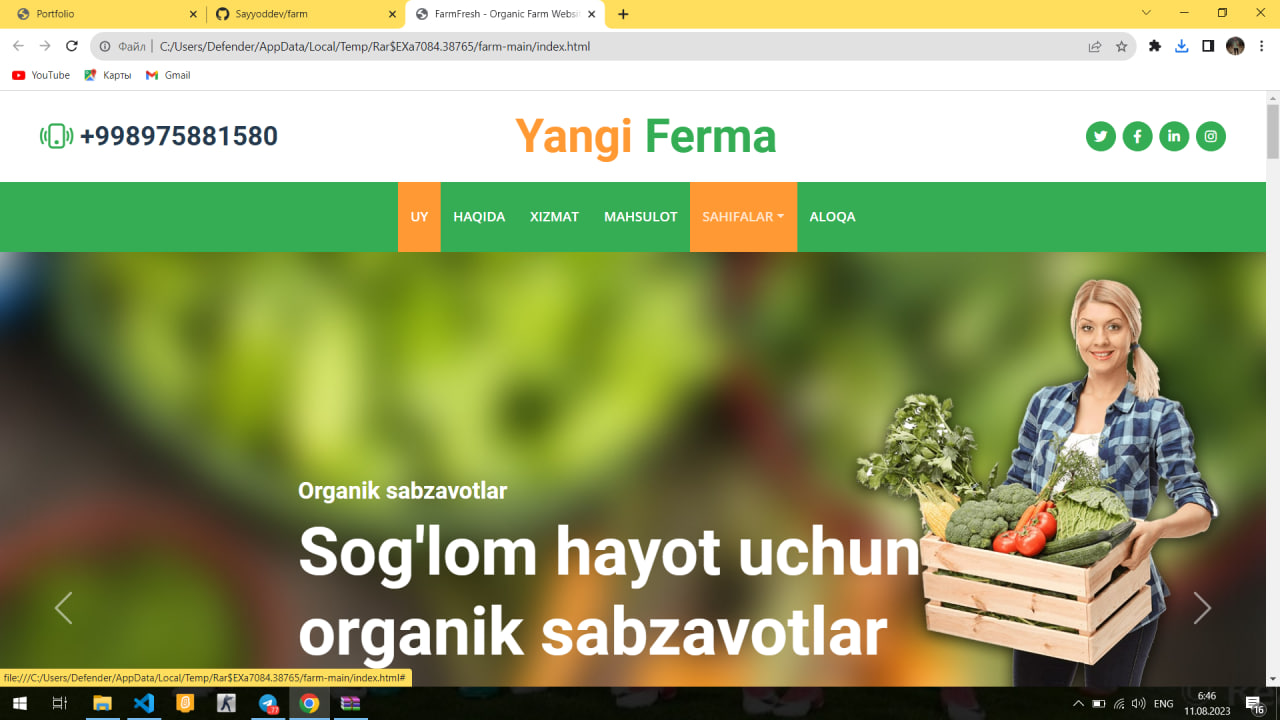 Portfolio
Sayyoddev/farm
FarmFresh - Organic Farm Websi
Файл
C:/Users/Defender/AppData/Local/Temp/Rar$EXa7084.38765/farm-main/index.html
YouTube
Карты
Gmail
+998975881580
Yangi Ferma
UY
HAQIDA
XIZMAT
MAHSULOT
SAHIFALAR
ALOQA
Organik sabzavotlar
Sog'lom hayot uchun
organik sabzavotlar
file:///C:/Users/Defender/AppData/Local/Temp/Rar$EXa7084.38765/farm-main/index.html#
77
ENG
6:46
11.08.2023
16